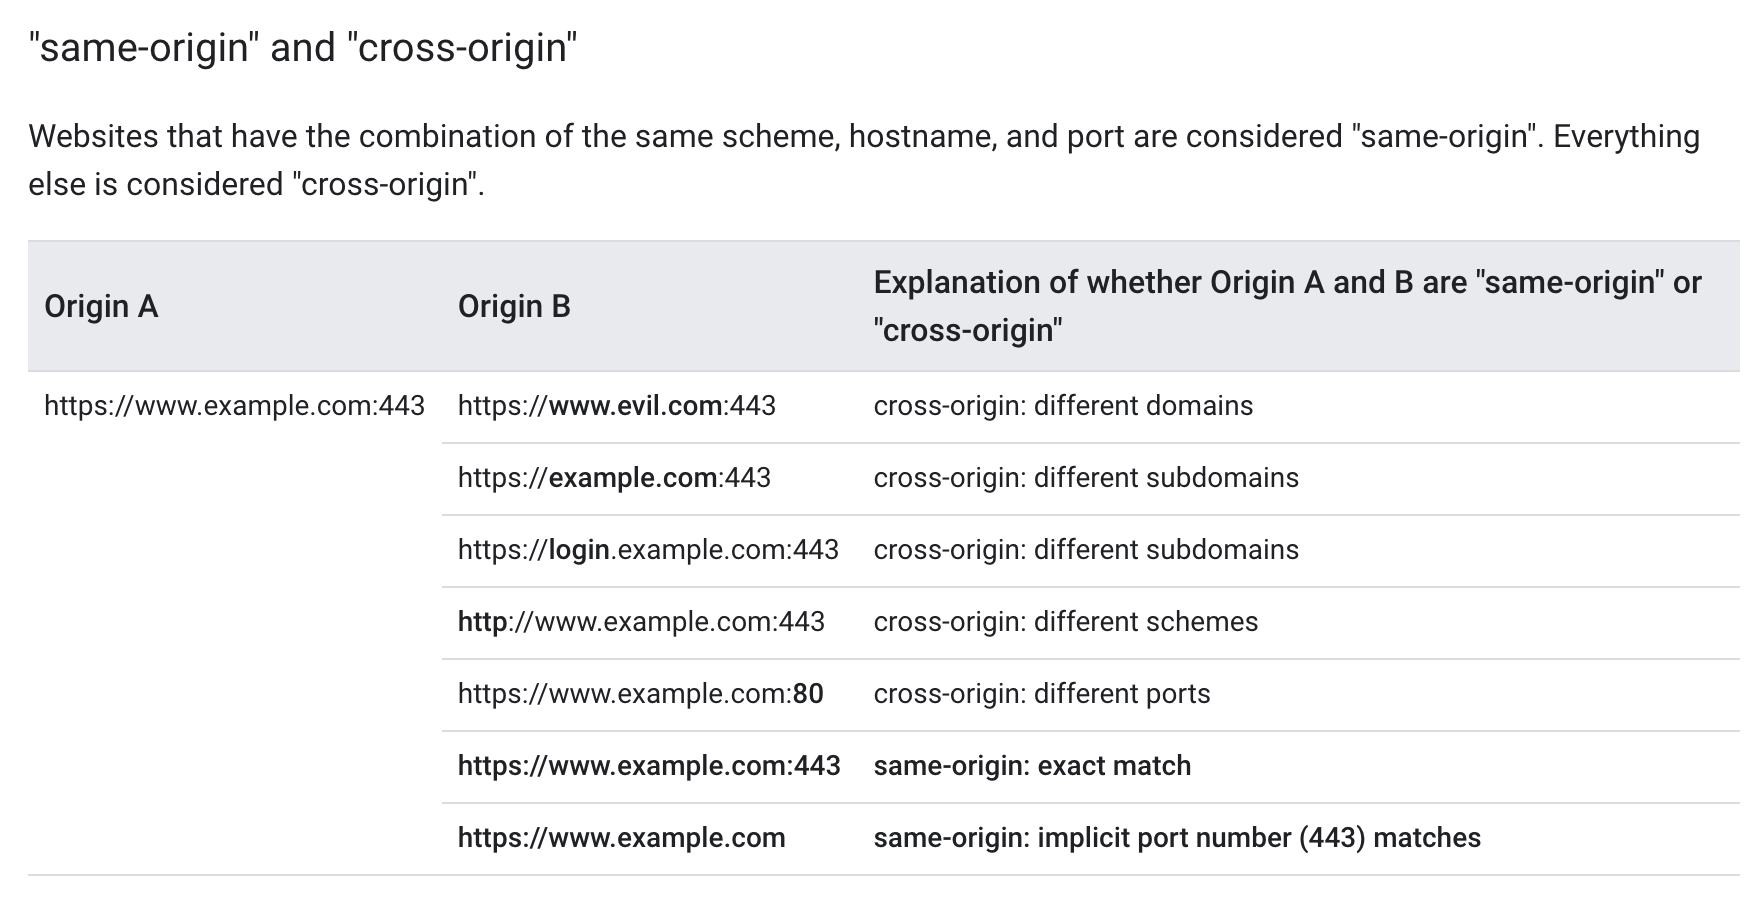 "same-origin" and "cross-origin"
Websites that have the combination of the same scheme, hostname, and port are considered "same-origin". Everything
else is considered "cross-origin".
Origin A
Origin B
Explanation of whether Origin A and B are "same-origin" or
"cross-origin"
https://www.example.com:443
https://www.evil.com:443
cross-origin: different domains
https://example.com:443
cross-origin: different subdomains
https://login.example.com:443
cross-origin: different subdomains
http://www.example.com:443
cross-origin: different schemes
https://www.example.com:80
cross-origin: different ports
https://www.example.com:443
same-origin: exact match
https://www.example.com
same-origin: implicit port number (443) matches